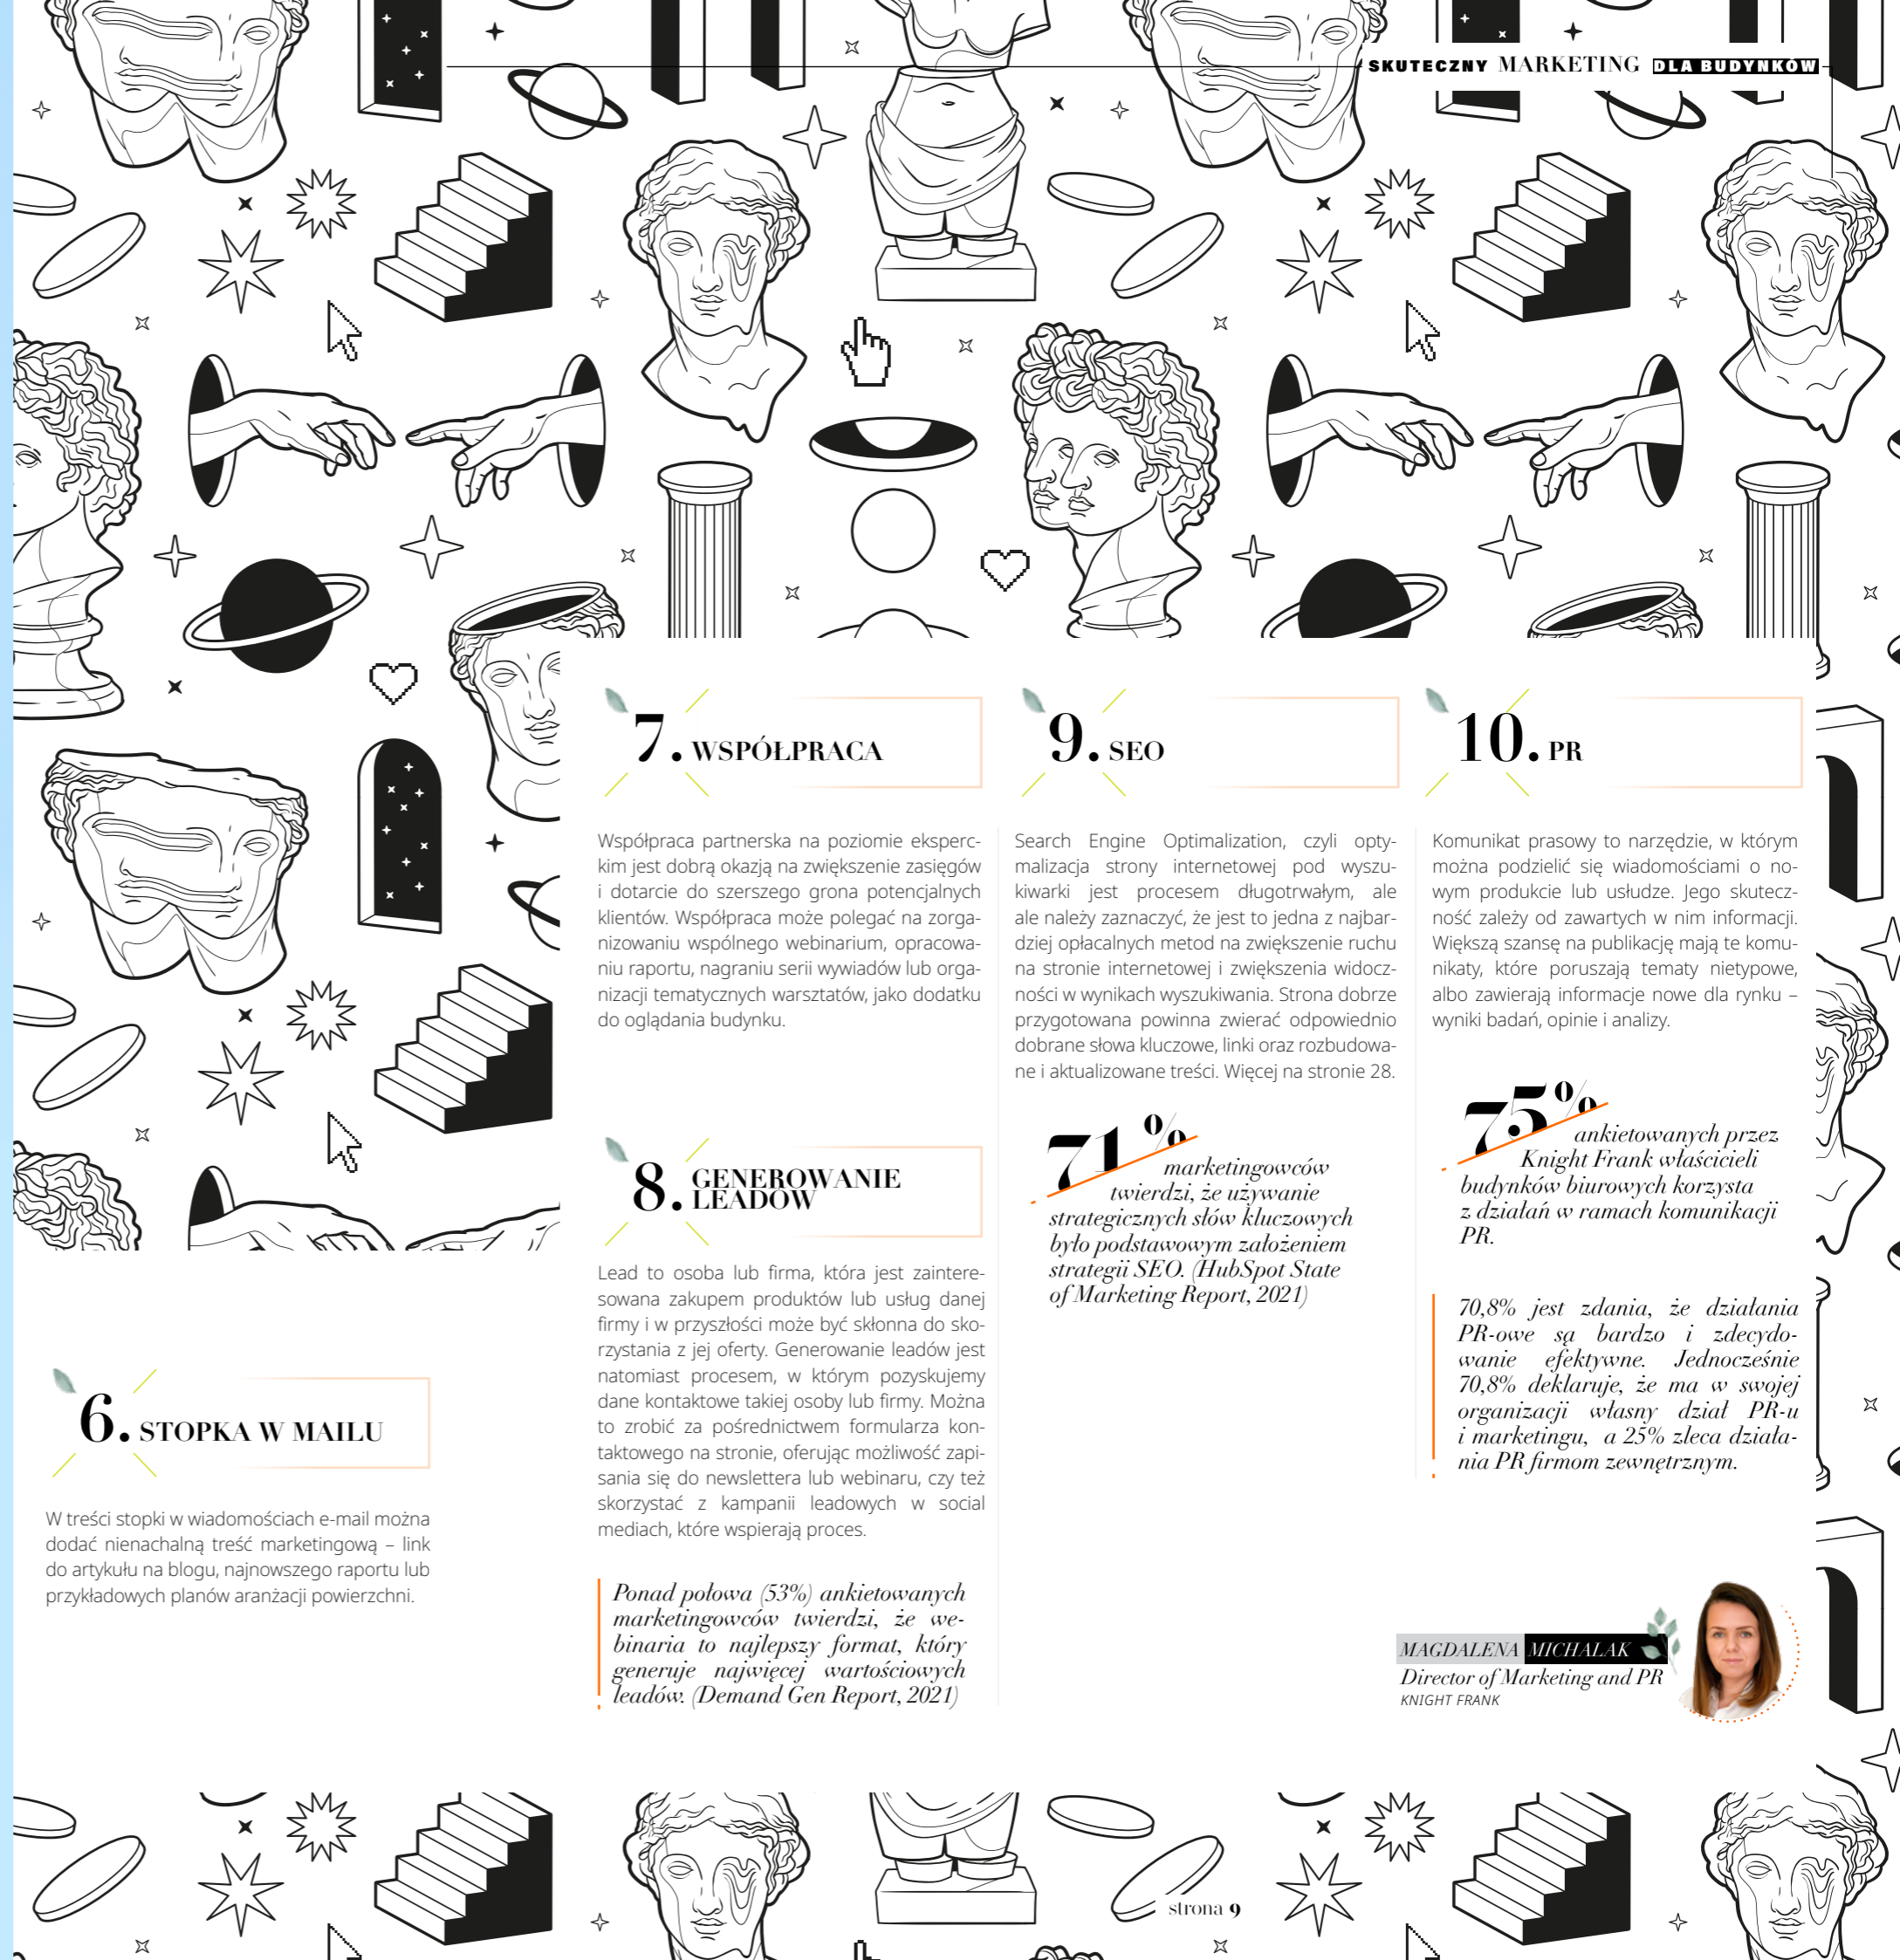 SKUTECZNY MARKETING DLA BUDYNKÓW
6. STOPKA W MAILU
W treści stopki w wiadomościach e-mail można
dodać nienachalną treść marketingową – link
do artykułu na blogu, najnowszego raportu lub
przykładowych planów aranżacji powierzchni.
7. WSPÓŁPRACA
Współpraca partnerska na poziomie eksperc-
kim jest dobrą okazją na zwiększenie zasięgów
i dotarcie do szerszego grona potencjalnych
klientów. Współpraca może polegać na zorga-
nizowaniu wspólnego webinarium, opracowa-
niu raportu, nagraniu serii wywiadów lub orga-
nizacji tematycznych warsztatów, jako dodatku
do oglądania budynku.
8. GENEROWANIE
LEADÓW
Lead to osoba lub firma, która jest zaintere-
sowana zakupem produktów lub usług danej
firmy i w przyszłości może być skłonna do sko-
rzystania z jej oferty. Generowanie leadów jest
natomiast procesem, w którym pozyskujemy
dane kontaktowe takiej osoby lub firmy. Można
to zrobić za pośrednictwem formularza kon-
taktowego na stronie, oferując możliwość zapi-
sania się do newslettera lub webinaru, czy też
skorzystać z kampanii leadowych w social
mediach, które wspierają proces.
Ponad połowa (53%) ankietowanych
marketingowców twierdzi, że we-
binaria to najlepszy format, który
generuje najwięcej wartościowych
leadów. (Demand Gen Report, 2021)
9. SEO
Search Engine Optimalization, czyli opty-
malizacja strony internetowej pod wyszu-
kiwarki jest procesem długotrwałym, ale
ale należy zaznaczyć, że jest to jedna z najbar-
dziej opłacalnych metod na zwiększenie ruchu
na stronie internetowej i zwiększenia widocz-
ności w wynikach wyszukiwania. Strona dobrze
przygotowana powinna zwierać odpowiednio
dobrane słowa kluczowe, linki oraz rozbudowa-
ne i aktualizowane treści. Więcej na stronie 28.
71%
marketingowców
twierdzi, że używanie
strategicznych słów kluczowych
było podstawowym założeniem
strategii SEO. (HubSpot State
of Marketing Report, 2021)
10. PR
Komunikat prasowy to narzędzie, w którym
można podzielić się wiadomościami o no-
wym produkcie lub usłudze. Jego skutecz-
ność zależy od zawartych w nim informacji.
Większą szansę na publikację mają te komu-
nikaty, które poruszają tematy nietypowe,
albo zawierają informacje nowe dla rynku –
wyniki badań, opinie i analizy.
75%
ankietowanych przez
Knight Frank właścicieli
budynków biurowych korzysta
z działań w ramach komunikacji
PR.
70,8% jest zdania, że działania
PR-owe są bardzo i zdecydo-
wanie efektywne. Jednocześnie
70,8% deklaruje, że ma w swojej
organizacji własny dział PR-u
i marketingu, a 25% zleca działa-
nia PR firmom zewnętrznym.
MAGDALENA MICHALAK
Director of Marketing and PR
KNIGHT FRANK
strona 9